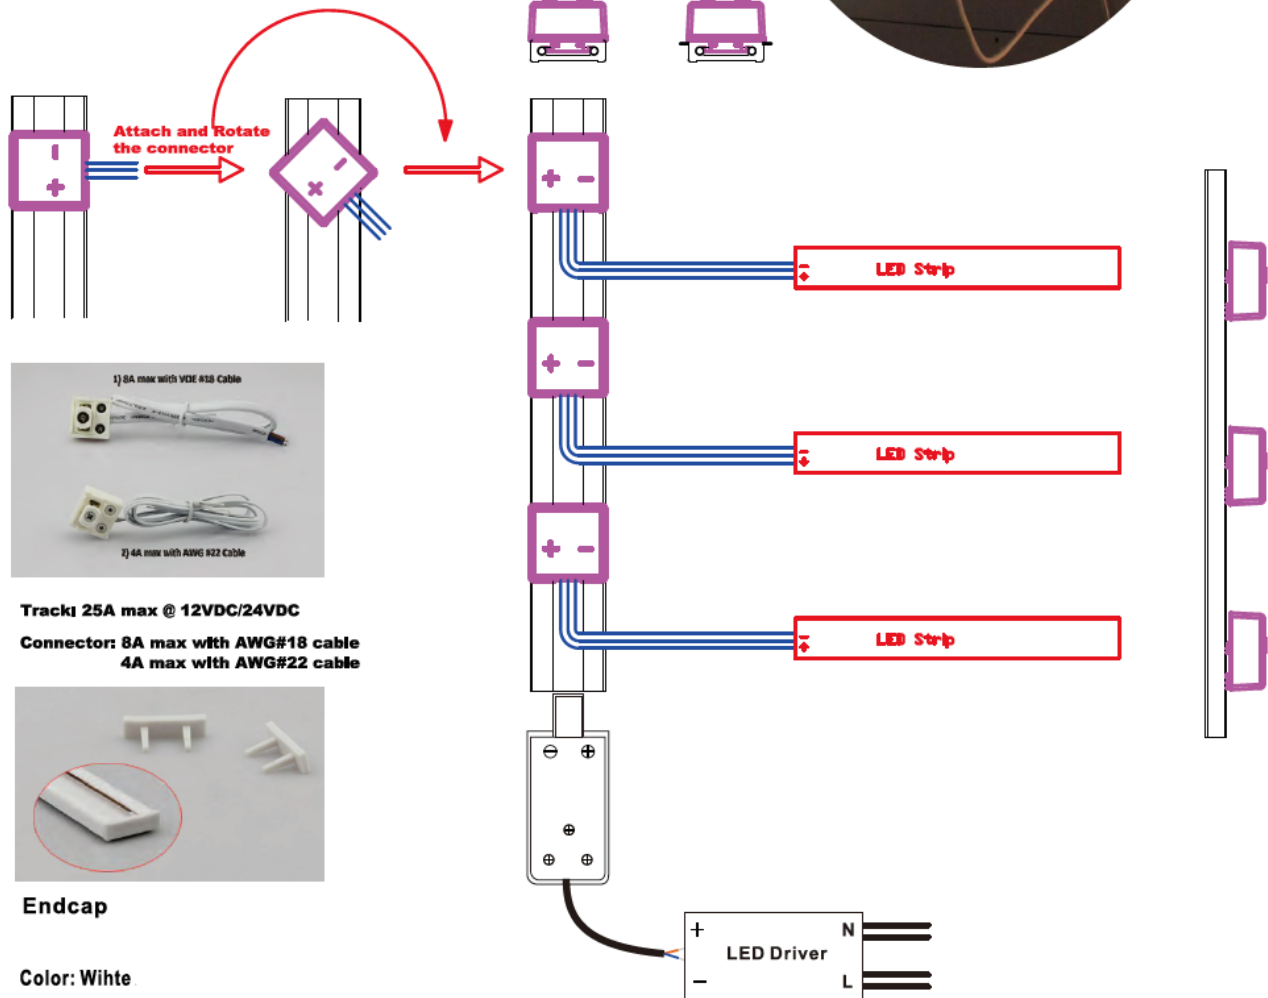 Attach and Rotate
the connector
+ -
LED Strip
1) 8A max with VDE #18 Cable
2) 4A max with AWG #22 Cable
+ -
LED Strip
Track: 25A max @ 12VDC/24VDC
Connector: 8A max with AWG#18 cable
4A max with AWG#22 cable
+ -
LED Strip
Endcap
+ N
LED Driver
- L
Color: Wihte